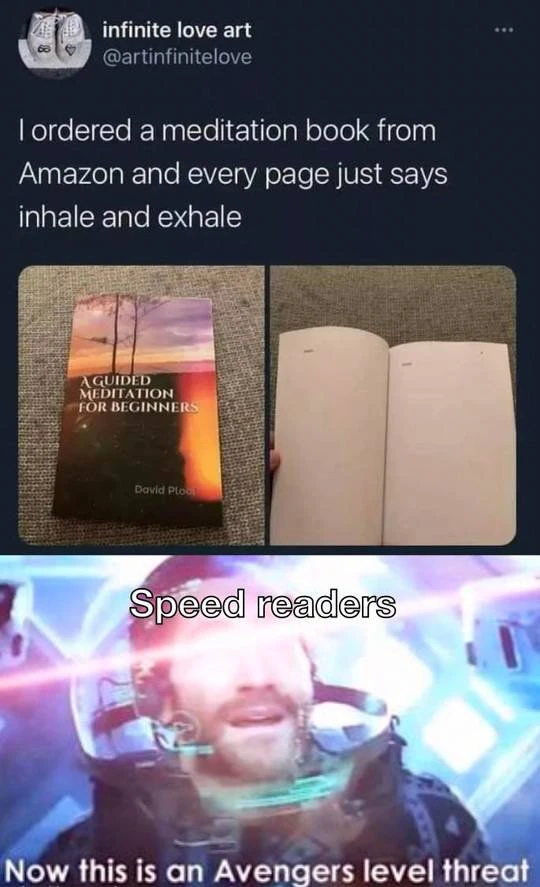 infinite love art
@artinfinitelove
I ordered a meditation book from
Amazon and every page just says
inhale and exhale
A GUIDED
MEDITATION
FOR BEGINNERS
David
Speed readers
Now this is an Avengers level threat